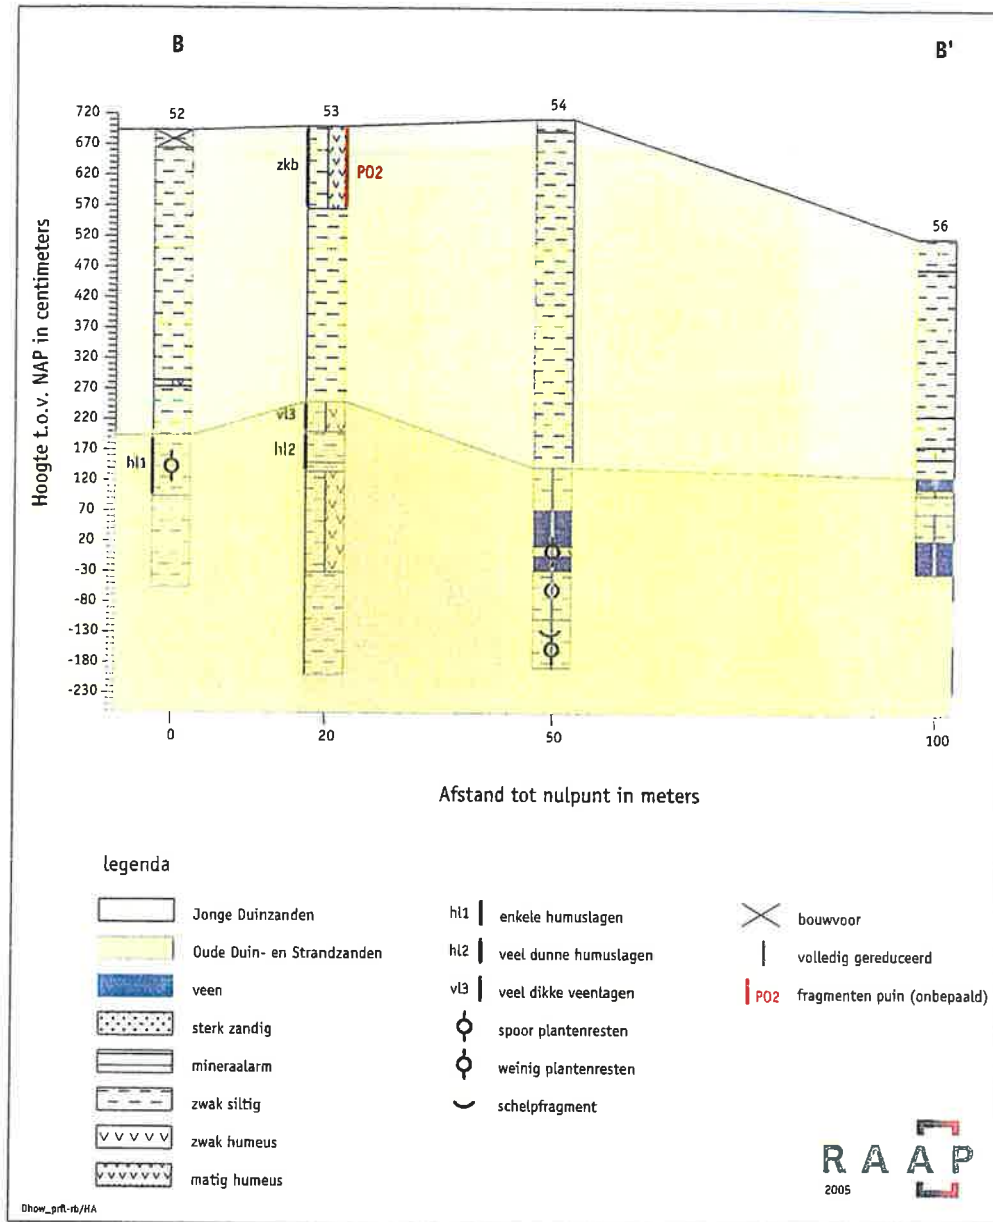 B
B'
52
53
54
56
720
670
620
570
520
470
420
370
320
270
220
170
120
70
20
-30
-80
-130
-180
-230
Hoogte t.o.v. NAP in centimeters
zkb
PO2
vl3
hl2
hl1
0
20
50
100
Afstand tot nulpunt in meters
legenda
Jonge Duinzanden
Oude Duin- en Strandzanden
veen
sterk zandig
mineraalarm
zwak siltig
zwak humeus
matig humeus
hl1 enkele humuslagen
hl2 veel dunne humuslagen
vl3 veel dikke veenlagen
spoor plantenresten
weinig plantenresten
schelpfragment
bouwvoor
volledig gereduceerd
PO2 fragmenten puin (onbepaald)
RAAP
2005
Dhow_prfl-rb/HA